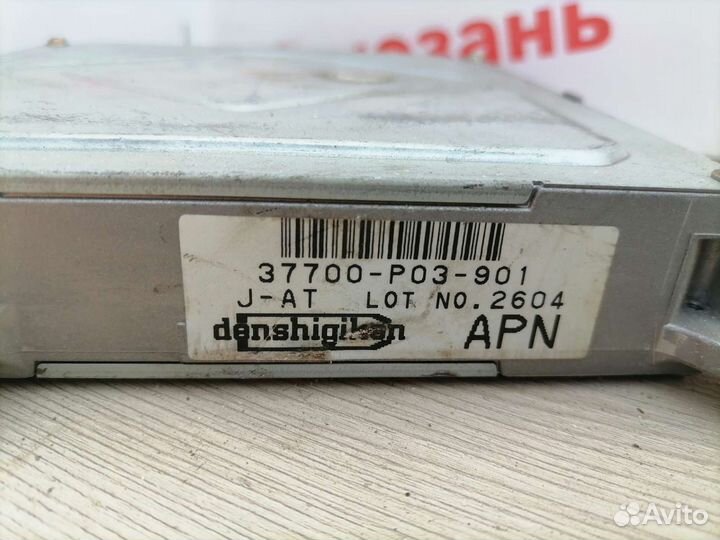 37700-P03-901
J-AT LOT NO.2604
denshigiken APN
Avito